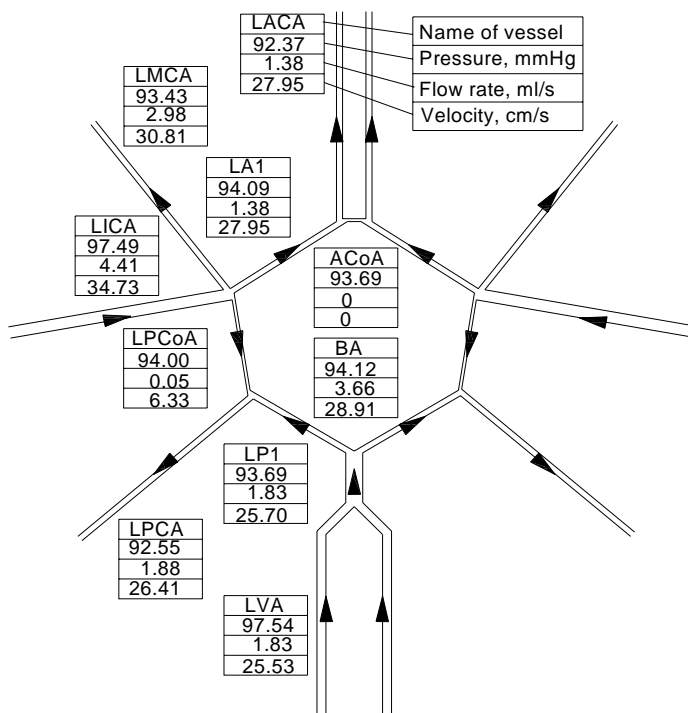 LACA
92.37
1.38
27.95
Name of vessel
Pressure, mmHg
Flow rate, ml/s
Velocity, cm/s
LMCA
93.43
2.98
30.81
LA1
94.09
1.38
27.95
LICA
97.49
4.41
34.73
ACoA
93.69
0
0
LPCoA
94.00
0.05
6.33
BA
94.12
3.66
28.91
LP1
93.69
1.83
25.70
LPCA
92.55
1.88
26.41
LVA
97.54
1.83
25.53